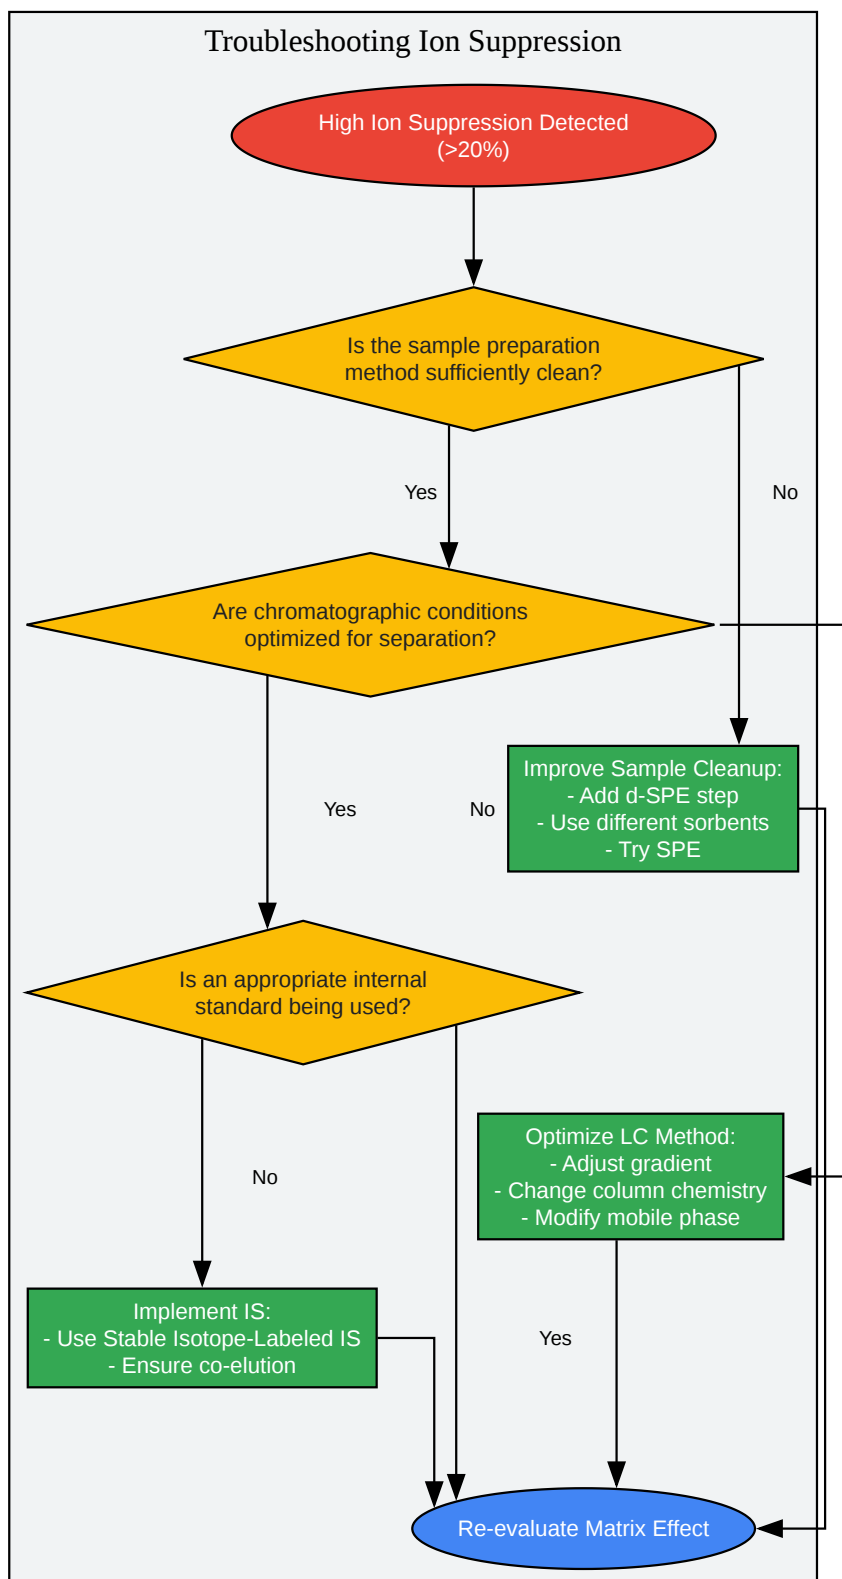 Troubleshooting Ion Suppression
High Ion Suppression Detected
(>20%)
Is the sample preparation
method sufficiently clean?
Yes
No
Are chromatographic conditions
optimized for separation?
Improve Sample Cleanup:
- Add d-SPE step
- Use different sorbents
- Try SPE
Yes
No
Is an appropriate internal
standard being used?
Optimize LC Method:
- Adjust gradient
- Change column chemistry
- Modify mobile phase
No
Implement IS:
- Use Stable Isotope-Labeled IS
- Ensure co-elution
Yes
Re-evaluate Matrix Effect